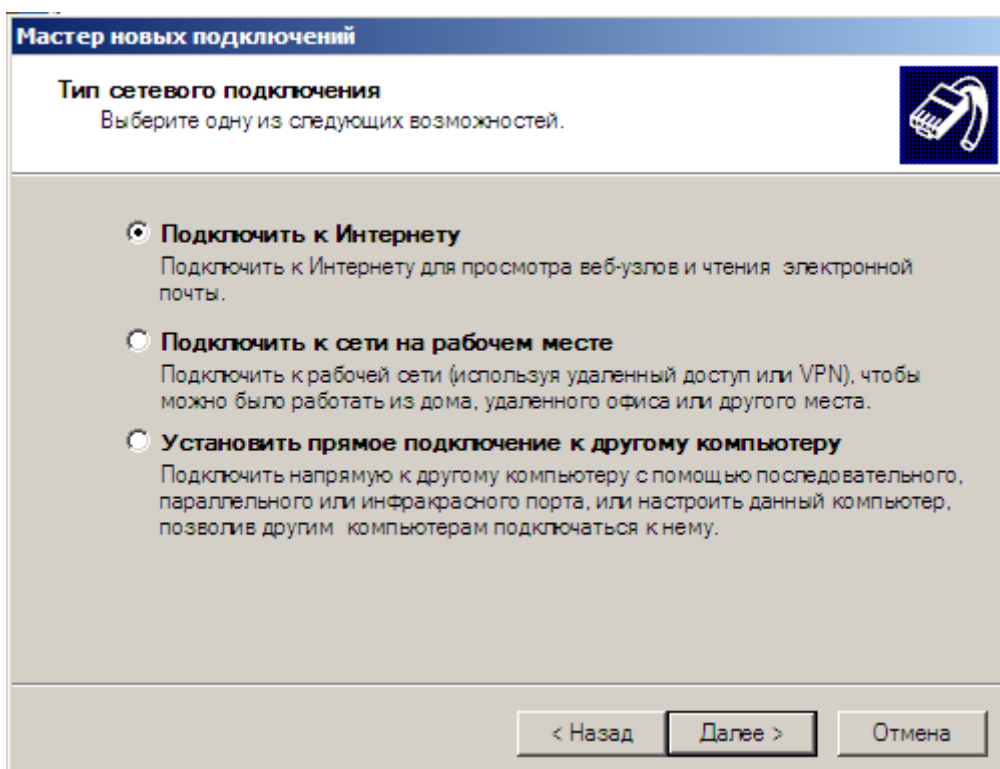 Мастер новых подключений
Тип сетевого подключения
Выберите одну из следующих возможностей.
Подключить к Интернету
Подключить к Интернету для просмотра веб-узлов и чтения электронной
почты.
Подключить к сети на рабочем месте
Подключить к рабочей сети (используя удаленный доступ или VPN), чтобы
можно было работать из дома, удаленного офиса или другого места.
Установить прямое подключение к другому компьютеру
Подключить напрямую к другому компьютеру с помощью последовательного,
параллельного или инфракрасного порта, или настроить данный компьютер,
позволив другим компьютерам подключаться к нему.
< Назад Далее > Отмена